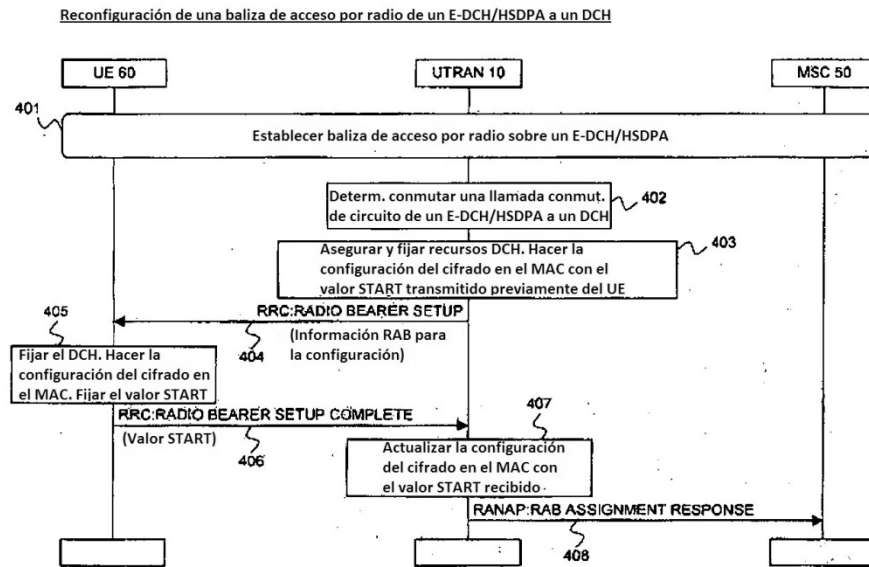 Reconfiguración de una baliza de acceso por radio de un E-DCH/HSDPA a un DCH
UE 60
UTRAN 10
MSC 50
401
Establecer baliza de acceso por radio sobre un E-DCH/HSDPA
Determ. conmutar una llamada conmut.
de circuito de un E-DCH/HSDPA a un DCH
402
Asegurar y fijar recursos DCH. Hacer la
configuración del cifrado en el MAC con el
valor START transmitido previamente del UE
403
RRC:RADIO BEARER SETUP
404
(Información RAB para
la configuración)
405
Fijar el DCH. Hacer la
configuración del cifrado en
el MAC. Fijar el valor START
RRC:RADIO BEARER SETUP COMPLETE
(Valor START)
406
407
Actualizar la configuración
del cifrado en el MAC con
el valor START recibido
RANAP:RAB ASSIGNMENT RESPONSE
408